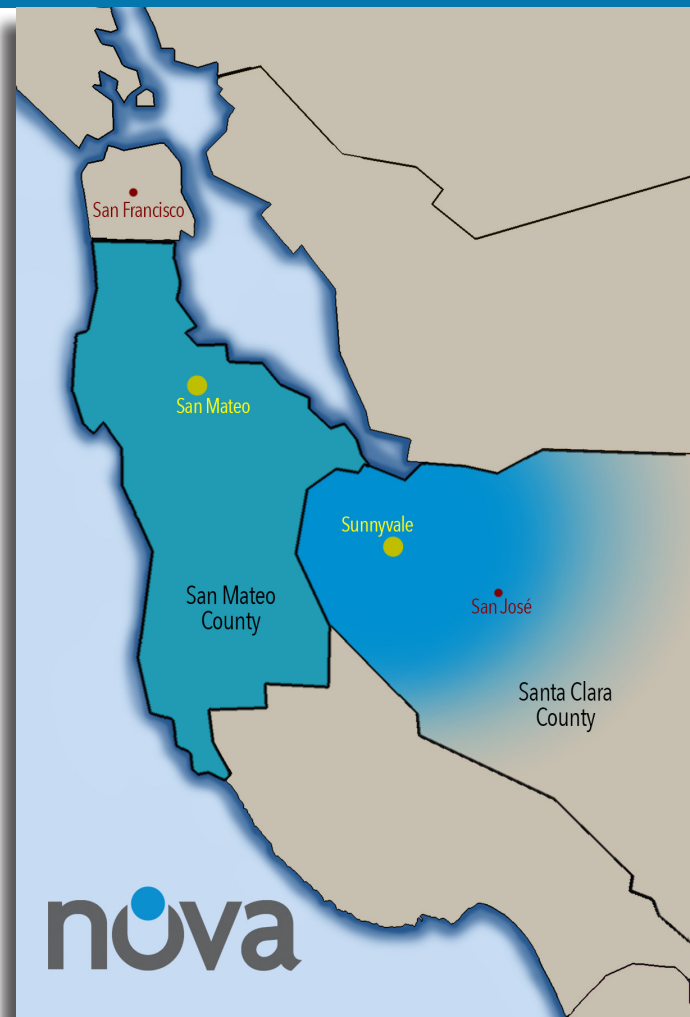 San Francisco
San Mateo
Sunnyvale
San Mateo
County
San José
Santa Clara
County
nova